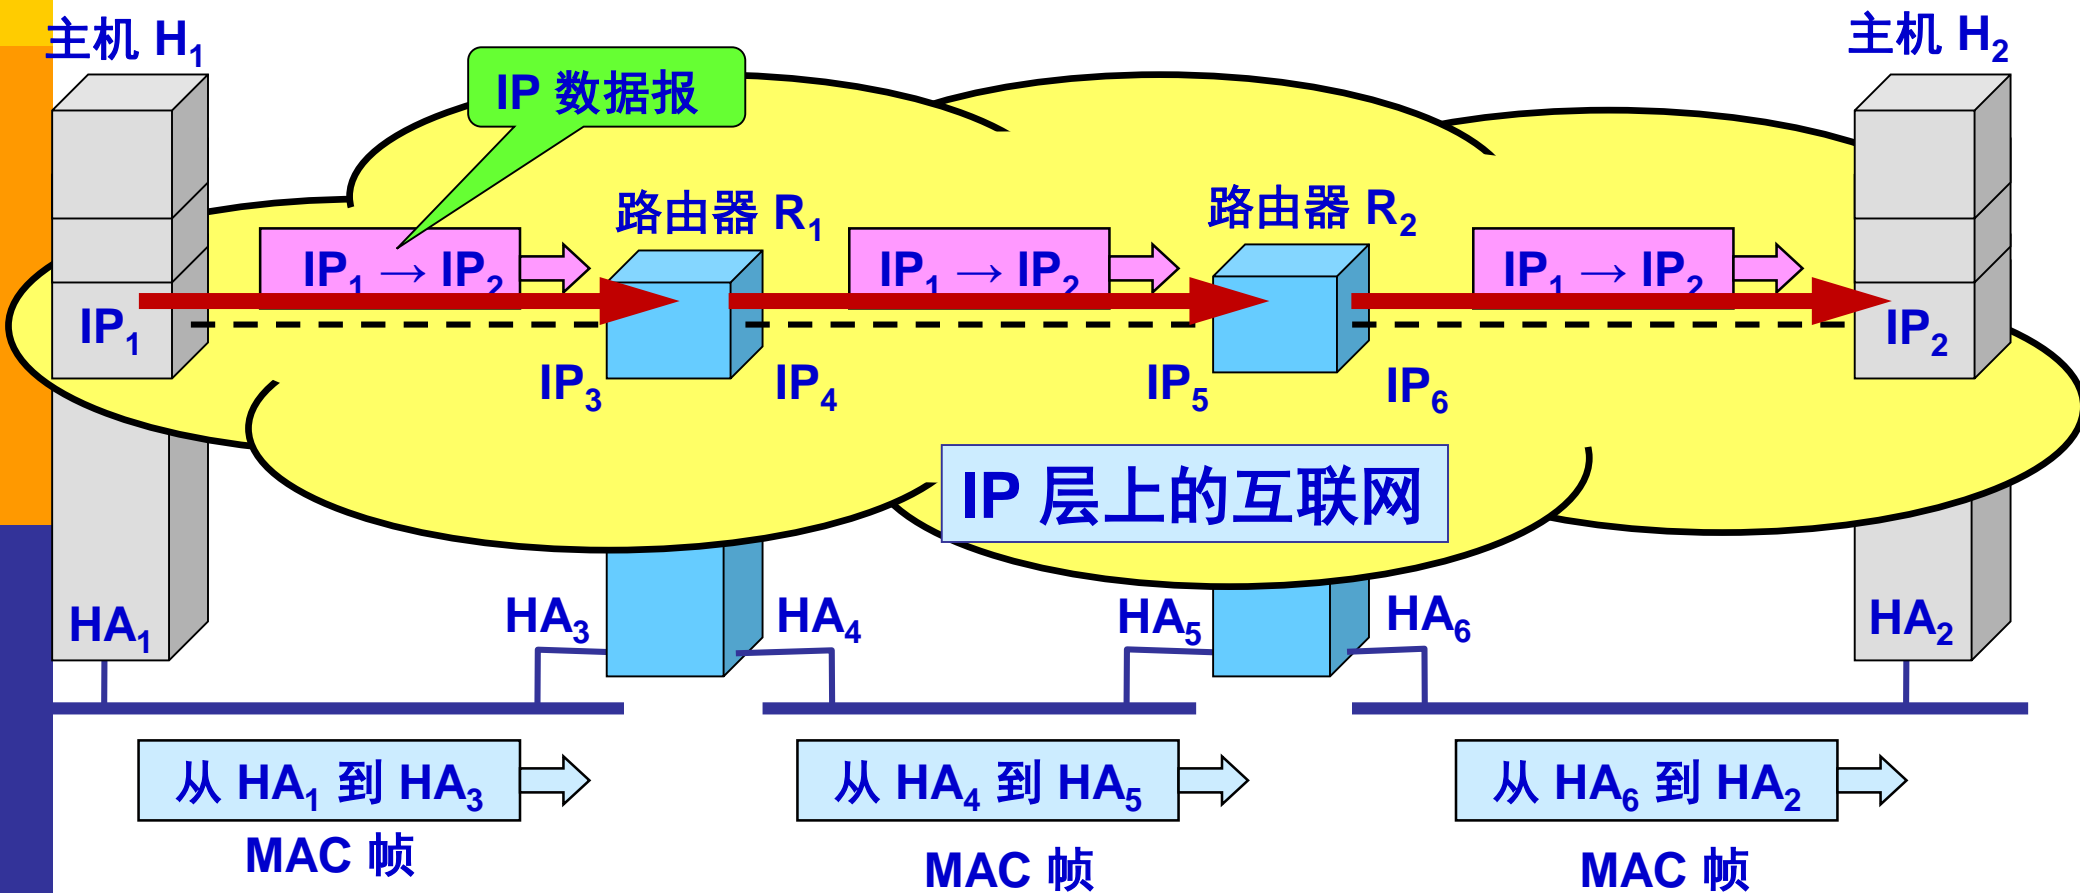 主机 H₁
主机 H₂
IP 数据报
路由器 R₁
路由器 R₂
IP₁ → IP₂
IP₁ → IP₂
IP₁ → IP₂
IP₁
IP₂
IP₃
IP₄
IP₅
IP₆
IP 层上的互联网
HA₁
HA₃
HA₄
HA₅
HA₆
HA₂
从 HA₁ 到 HA₃
从 HA₄ 到 HA₅
从 HA₆ 到 HA₂
MAC 帧
MAC 帧
MAC 帧